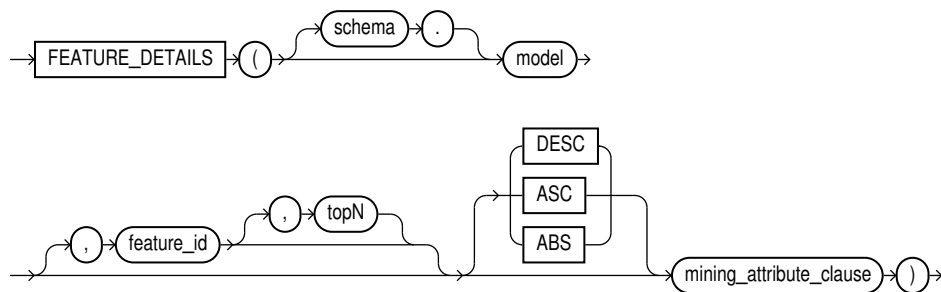 FEATURE_DETAILS ( schema . model
, feature_id , topN DESC ASC ABS mining_attribute_clause )